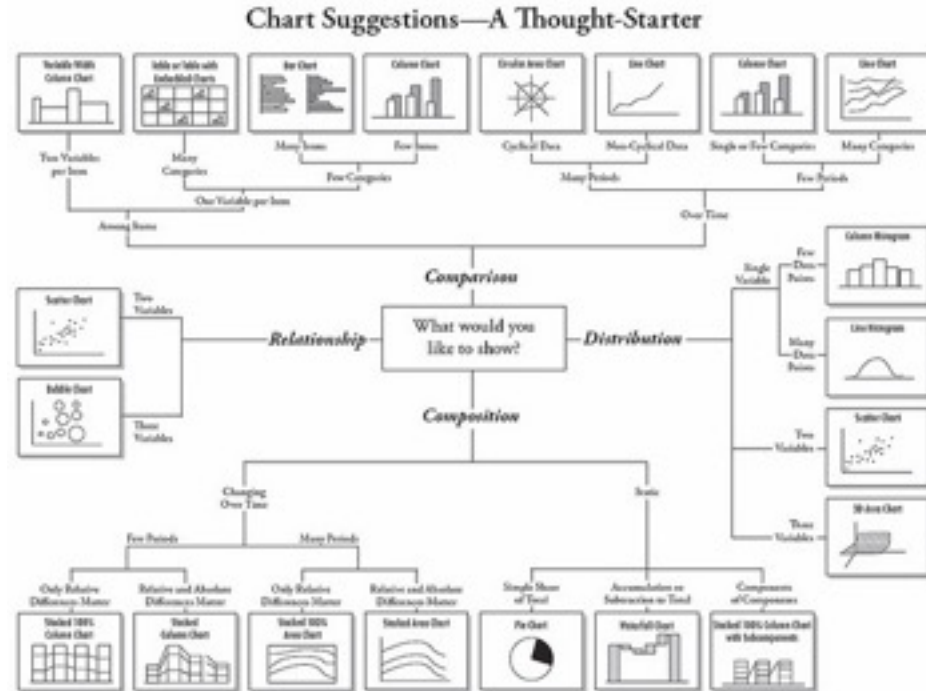 Chart Suggestions—A Thought-Starter
Variable Width
Column Chart
Table or Table with
Embedded Charts
Bar Chart
Column Chart
Circular Area Chart
Line Chart
Column Chart
Line Chart
Two Variables
per Item
Many
Categories
Many Items
Few Items
Cyclical Data
Non-Cyclical Data
Single or Few Categories
Many Categories
Few Categories
Many Periods
Few Periods
One Variable per Item
Among Items
Over Time
Comparison
What would you
like to show?
Relationship
Two
Variables
Scatter Chart
Bubble Chart
Three
Variables
Distribution
Single
Variable
Few
Data
Points
Column Histogram
Many
Data
Points
Line Histogram
Two
Variables
Scatter Chart
Three
Variables
3D Area Chart
Composition
Changing
Over Time
Static
Few Periods
Many Periods
Only Relative
Differences Matter
Relative and Absolute
Differences Matter
Only Relative
Differences Matter
Relative and Absolute
Differences Matter
Simple Share
of Total
Accumulation or
Subtraction to Total
Components
of Components
Stacked 100%
Column Chart
Stacked
Column Chart
Stacked 100%
Area Chart
Stacked Area Chart
Pie Chart
Waterfall Chart
Stacked 100% Column Chart
with Subcomponents